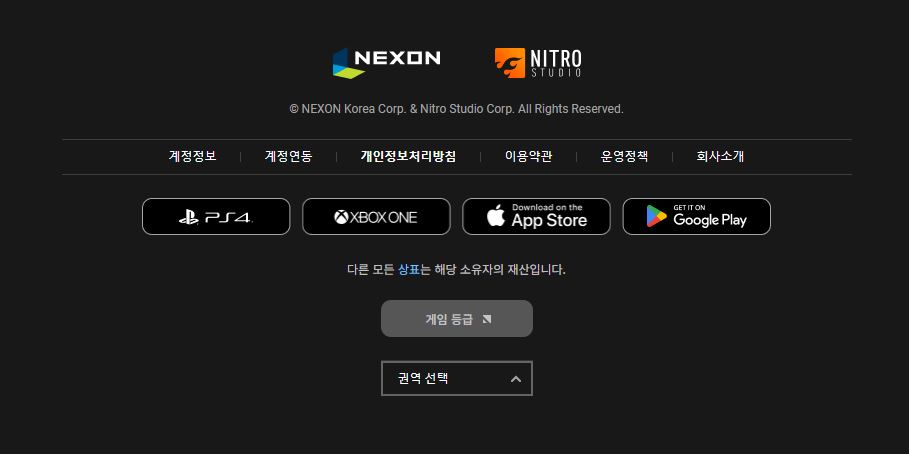 NEXON NITRO STUDIO
© NEXON Korea Corp. & Nitro Studio Corp. All Rights Reserved.
계정정보 | 계정연동 | 개인정보처리방침 | 이용약관 | 운영정책 | 회사소개
PS4 XBOX ONE Download on the App Store GET IT ON Google Play
다른 모든 상표는 해당 소유자의 재산입니다.
게임 등급
권역 선택